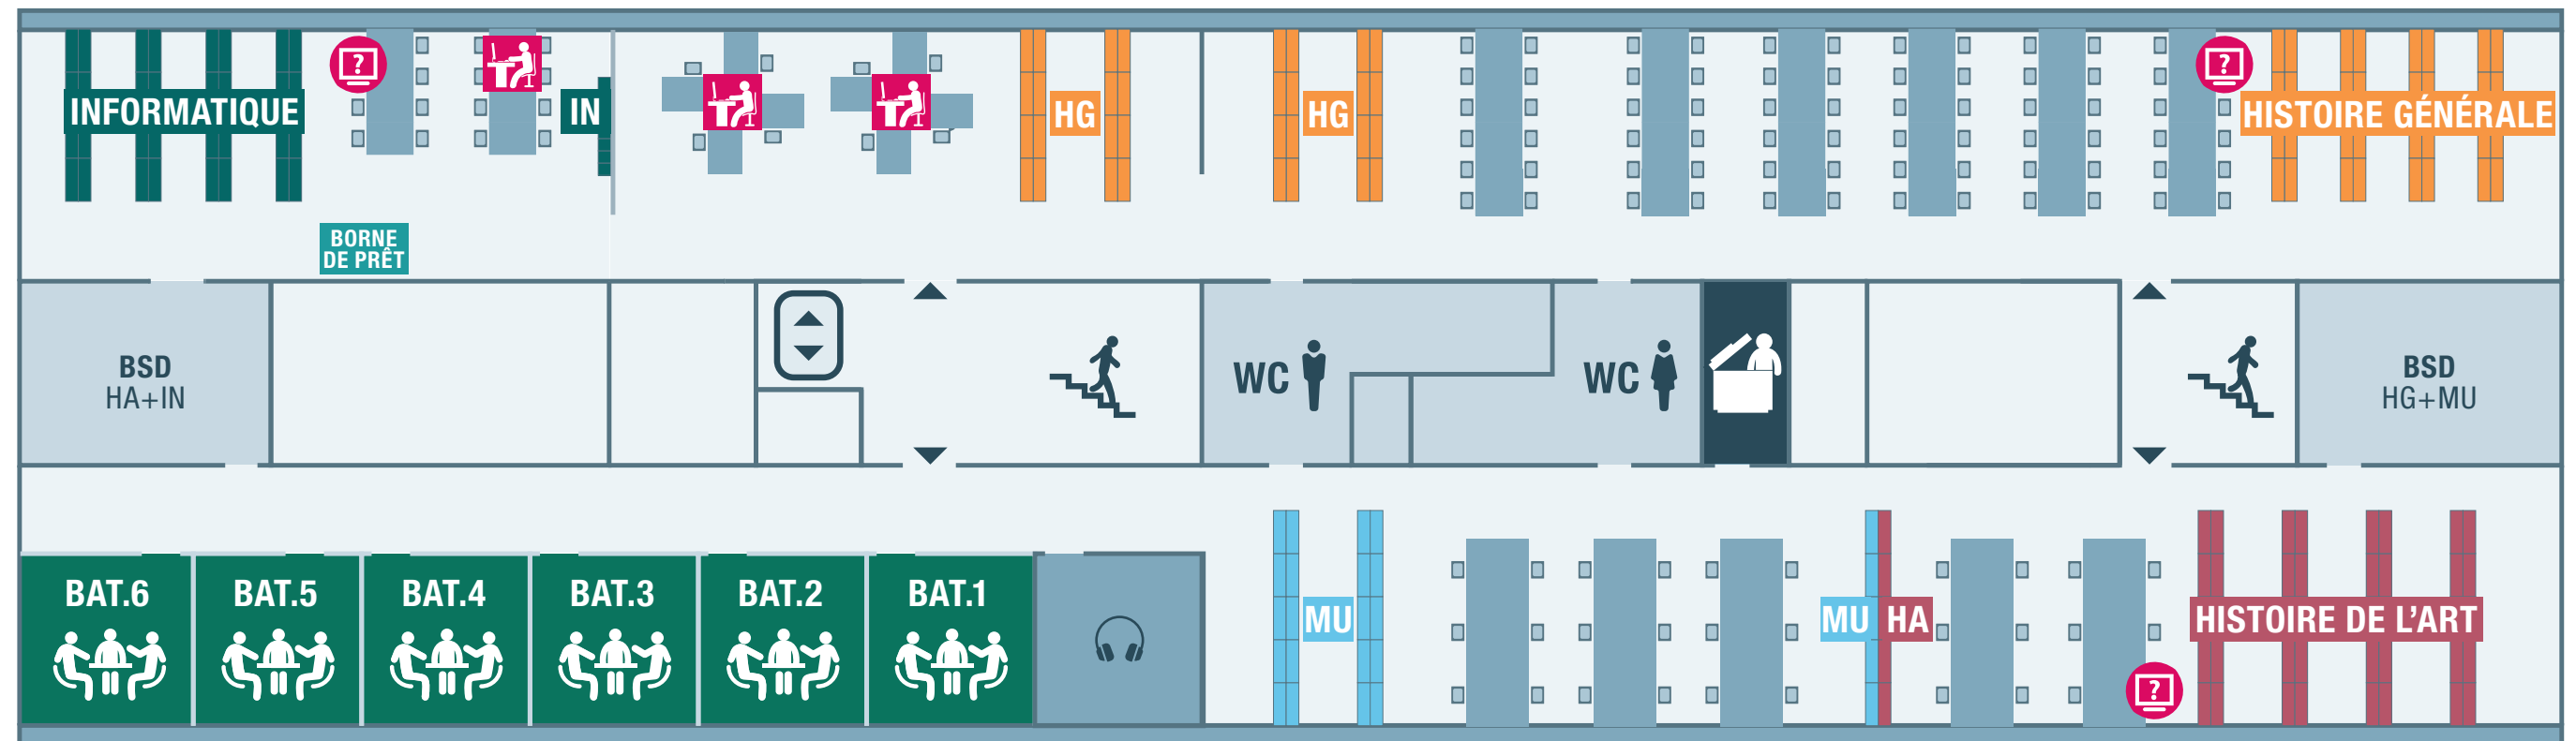 ?
?
INFORMATIQUE
IN
HG
HG
HISTOIRE GÉNÉRALE
BORNE
DE PRÊT
BSD
HA+IN
WC
WC
BSD
HG+MU
BAT.6
BAT.5
BAT.4
BAT.3
BAT.2
BAT.1
MU
MU
HA
HISTOIRE DE L'ART
?